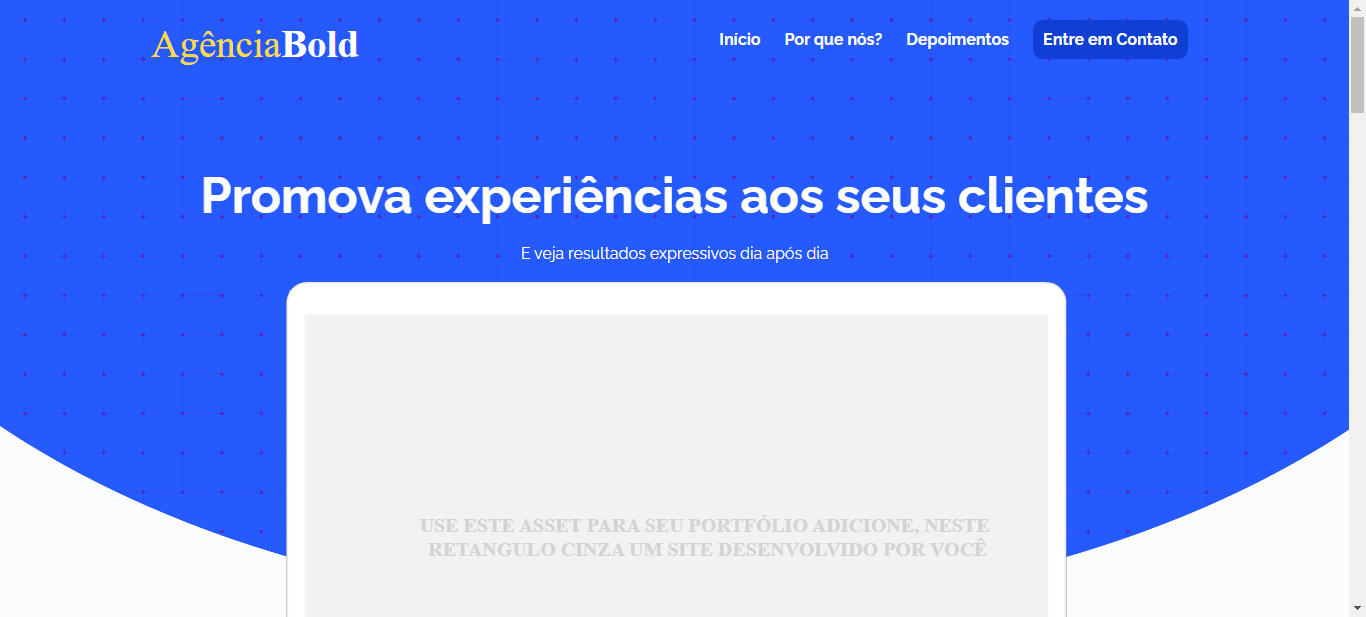 AgênciaBold
Início Por que nós? Depoimentos Entre em Contato
Promova experiências aos seus clientes
E veja resultados expressivos dia após dia
USE ESTE ASSET PARA SEU PORTFÓLIO ADICIONE, NESTE
RETANGULO CINZA UM SITE DESENVOLVIDO POR VOCÊ